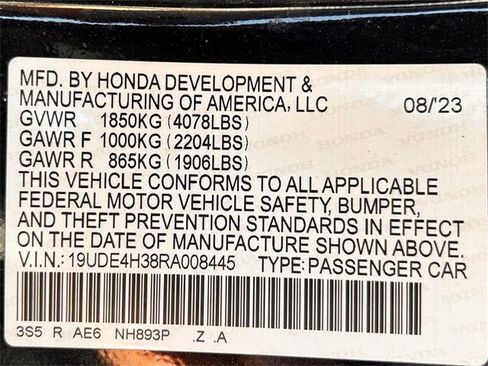 MFD. BY HONDA DEVELOPMENT &
MANUFACTURING OF AMERICA, LLC 08/'23
GVWR 1850KG (4078LBS)
GAWR F 1000KG (2204LBS)
GAWR R 865KG (1906LBS)
THIS VEHICLE CONFORMS TO ALL APPLICABLE
FEDERAL MOTOR VEHICLE SAFETY, BUMPER,
AND THEFT PREVENTION STANDARDS IN EFFECT
ON THE DATE OF MANUFACTURE SHOWN ABOVE.
V.I.N.: 19UDE4H38RA008445 TYPE: PASSENGER CAR
3S5 R AE6 NH893P .Z .A